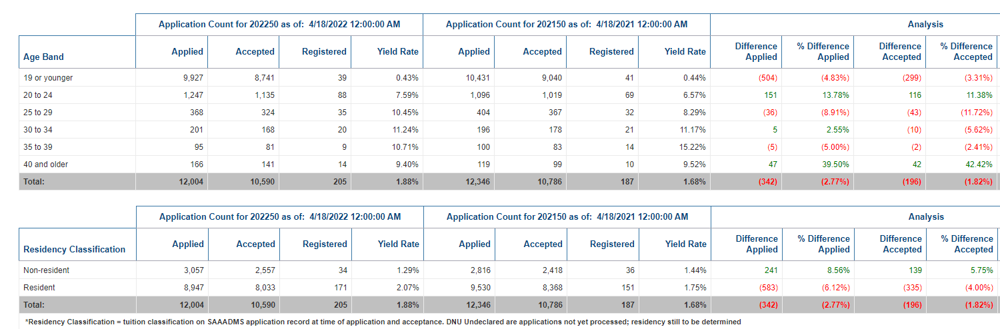 Application Count for 202250 as of: 4/18/2022 12:00:00 AM Application Count for 202150 as of: 4/18/2021 12:00:00 AM Analysis
Age Band Applied Accepted Registered Yield Rate Applied Accepted Registered Yield Rate Difference Applied % Difference Applied Difference Accepted % Difference Accepted
19 or younger 9,927 8,741 39 0.43% 10,431 9,040 41 0.44% (504) (4.83%) (299) (3.31%)
20 to 24 1,247 1,135 88 7.59% 1,096 1,019 69 6.57% 151 13.78% 116 11.38%
25 to 29 368 324 35 10.45% 404 367 32 8.29% (36) (8.91%) (43) (11.72%)
30 to 34 201 168 20 11.24% 196 178 21 11.17% 5 2.55% (10) (5.62%)
35 to 39 95 81 9 10.71% 100 83 14 15.22% (5) (5.00%) (2) (2.41%)
40 and older 166 141 14 9.40% 119 99 10 9.52% 47 39.50% 42 42.42%
Total: 12,004 10,590 205 1.88% 12,346 10,786 187 1.68% (342) (2.77%) (196) (1.82%)
Application Count for 202250 as of: 4/18/2022 12:00:00 AM Application Count for 202150 as of: 4/18/2021 12:00:00 AM Analysis
Residency Classification Applied Accepted Registered Yield Rate Applied Accepted Registered Yield Rate Difference Applied % Difference Applied Difference Accepted % Difference Accepted
Non-resident 3,057 2,557 34 1.29% 2,816 2,418 36 1.44% 241 8.56% 139 5.75%
Resident 8,947 8,033 171 2.07% 9,530 8,368 151 1.75% (583) (6.12%) (335) (4.00%)
Total: 12,004 10,590 205 1.88% 12,346 10,786 187 1.68% (342) (2.77%) (196) (1.82%)
*Residency Classification = tuition classification on SAAADMS application record at time of application and acceptance. DNU Undeclared are applications not yet processed; residency still to be determined